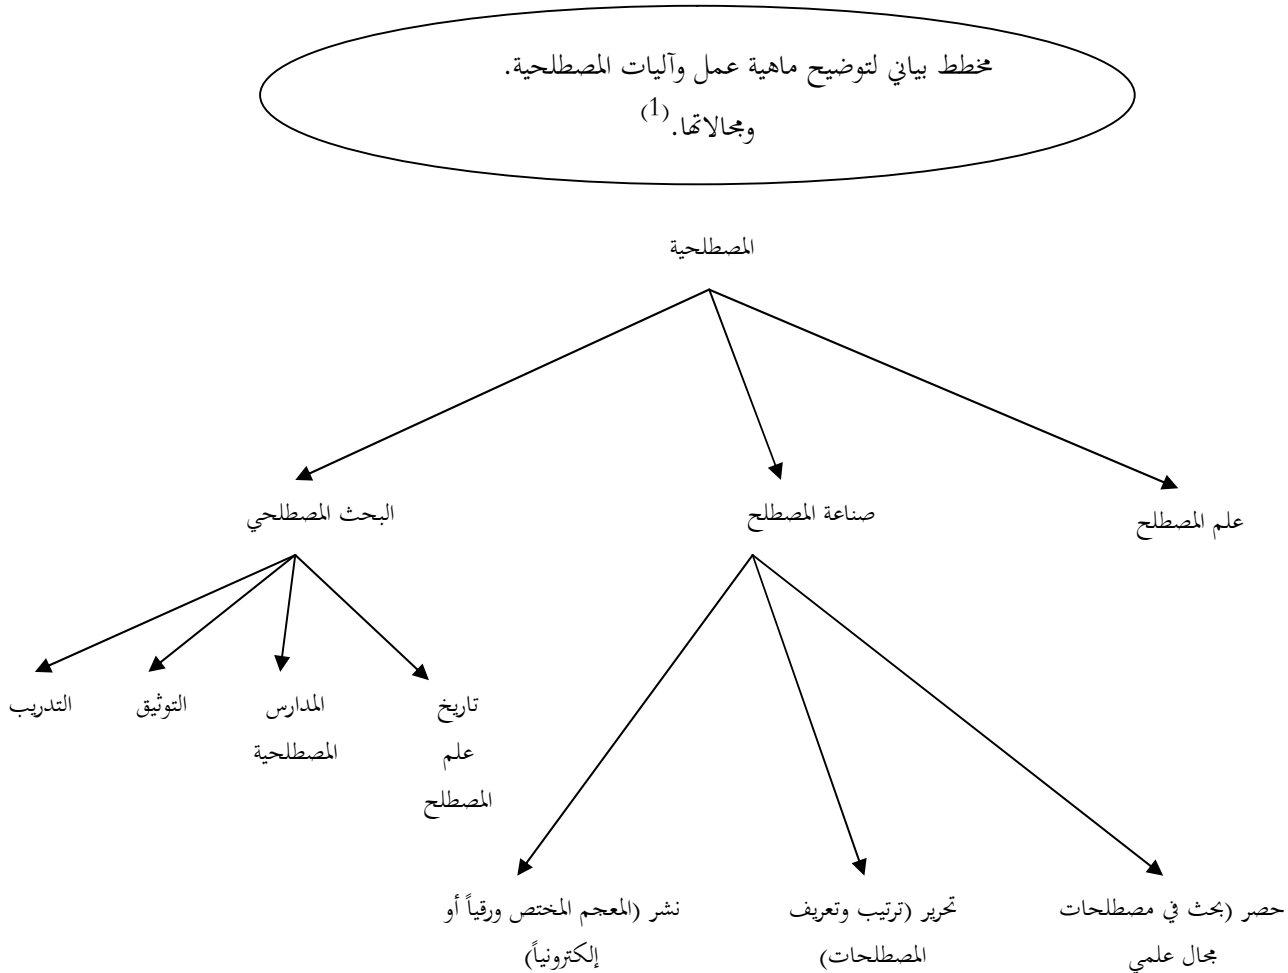 مخطط بياني لتوضيح ماهية عمل وآليات المصطلحية.
ومجالاتها.(1)
المصطلحية
علم المصطلح
صناعة المصطلح
البحث المصطلحي
تاريخ
علم
المصطلح
المدارس
المصطلحية
التوثيق
التدريب
حصر (بحث في مصطلحات
مجال علمي
تحرير (ترتيب وتعريف
المصطلحات)
نشر (المعجم المختص ورقياً أو
إلكترونياً)